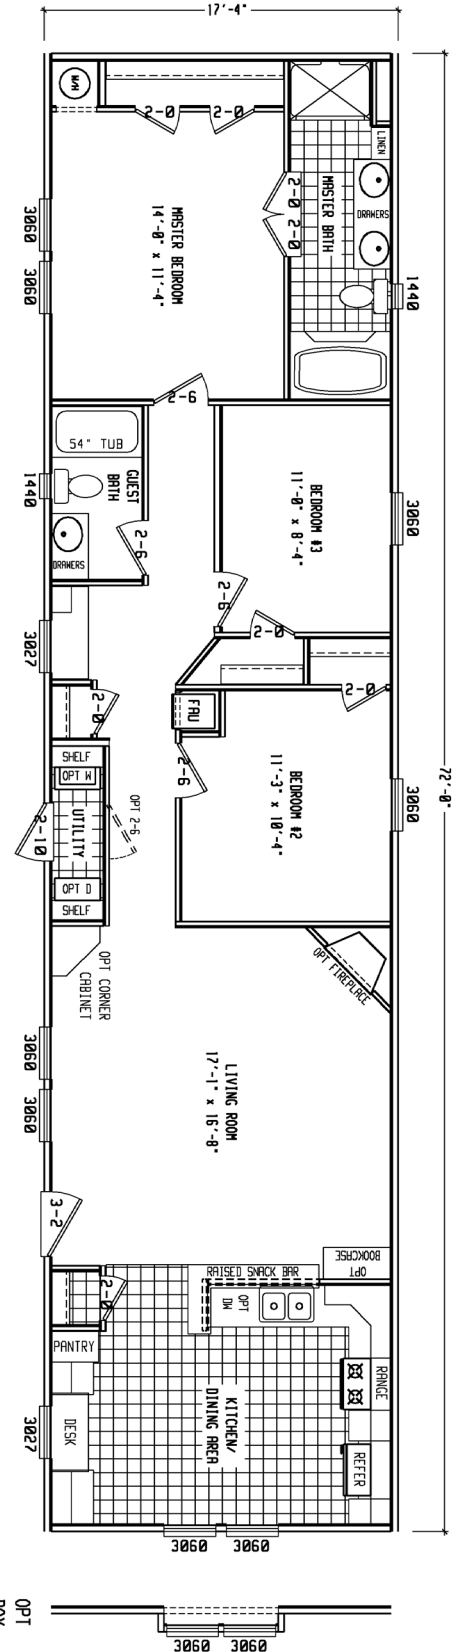 17'-4"
W/H
2-0
2-0
LINEN
MASTER BATH
2-0 2-0
DRAWERS
MASTER BEDROOM
14'-0" x 11'-4"
3060
3060
1440
2-6
54" TUB
GUEST
BATH
1440
2-6
DRAWERS
BEDROOM #3
11'-0" x 8'-4"
3060
2-6
2-0
3027
2-0
2-0
FAU
72'-0"
SHELF
OPT W
UTILITY
OPT D
SHELF
2-10
OPT 2-6
2-6
BEDROOM #2
11'-3" x 10'-4"
3060
OPT FIREPLACE
OPT CORNER
CABINET
3060
3060
LIVING ROOM
17'-1" x 16'-8"
3-2
OPT
BOOKCASE
RAISED SNACK BAR
2-0
OPT
DW
PANTRY
RANGE
KITCHEN/
DINING AREA
DESK
REFER
3027
3060 3060
OPT
BOX
3060 3060